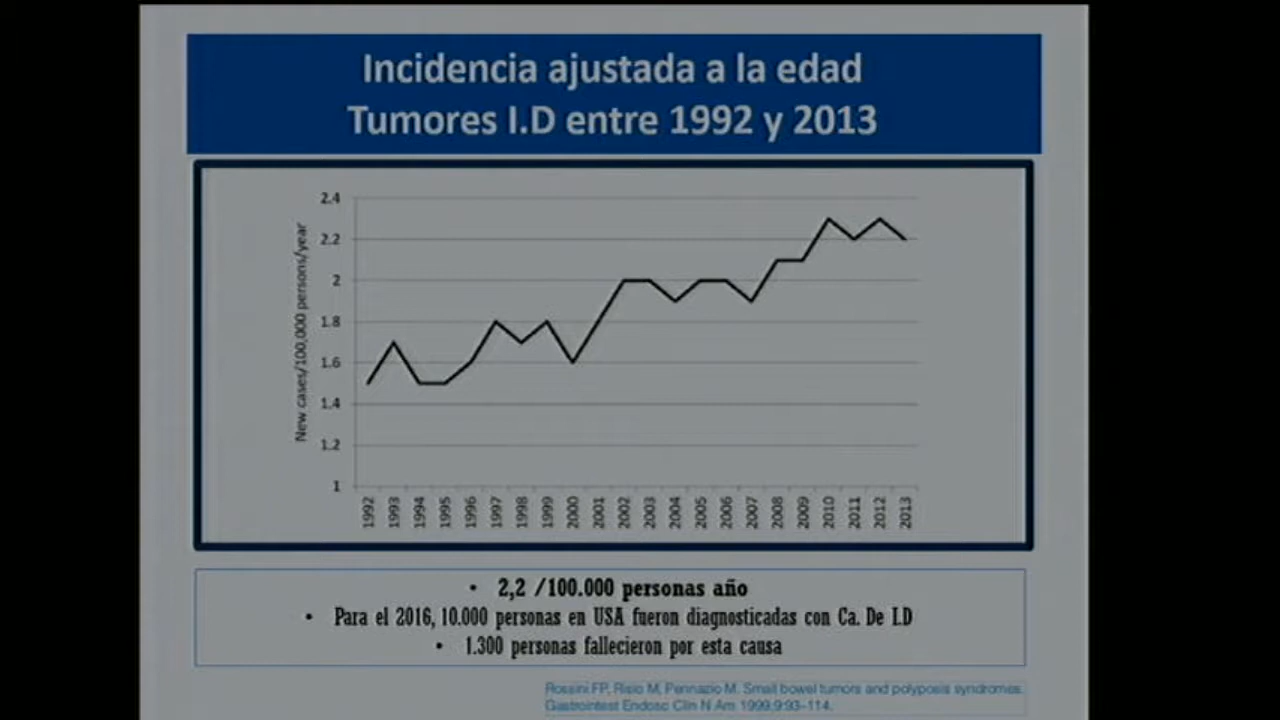 Incidencia ajustada a la edad
Tumores I.D entre 1992 y 2013
New cases/100,000 persons/year
2.4
2.2
2
1.8
1.6
1.4
1.2
1
1992 1993 1994 1995 1996 1997 1998 1999 2000 2001 2002 2003 2004 2005 2006 2007 2008 2009 2010 2011 2012 2013
• 2,2 /100.000 personas año
• Para el 2016, 10.000 personas en USA fueron diagnosticadas con Ca. De I.D
• 1.300 personas fallecieron por esta causa
Rossini FP, Risio M, Pennazio M. Small bowel tumors and polyposis syndromes.
Gastrointest Endosc Clin N Am 1999;9:93–114.